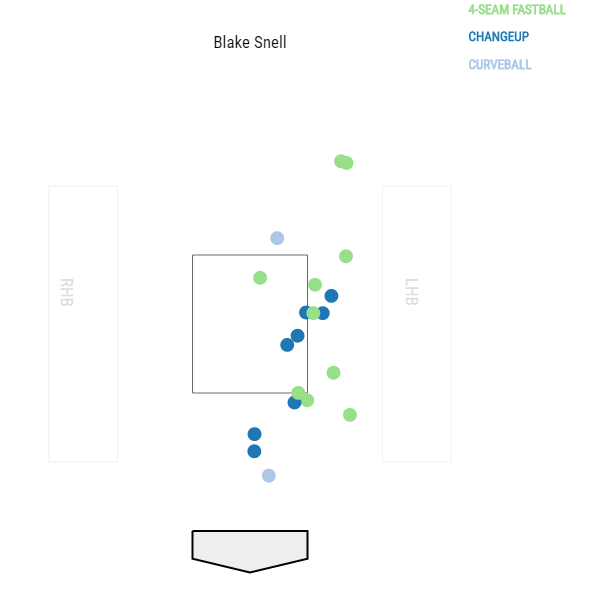 4-SEAM FASTBALL
Blake Snell
CHANGEUP
CURVEBALL
RHB
LHB